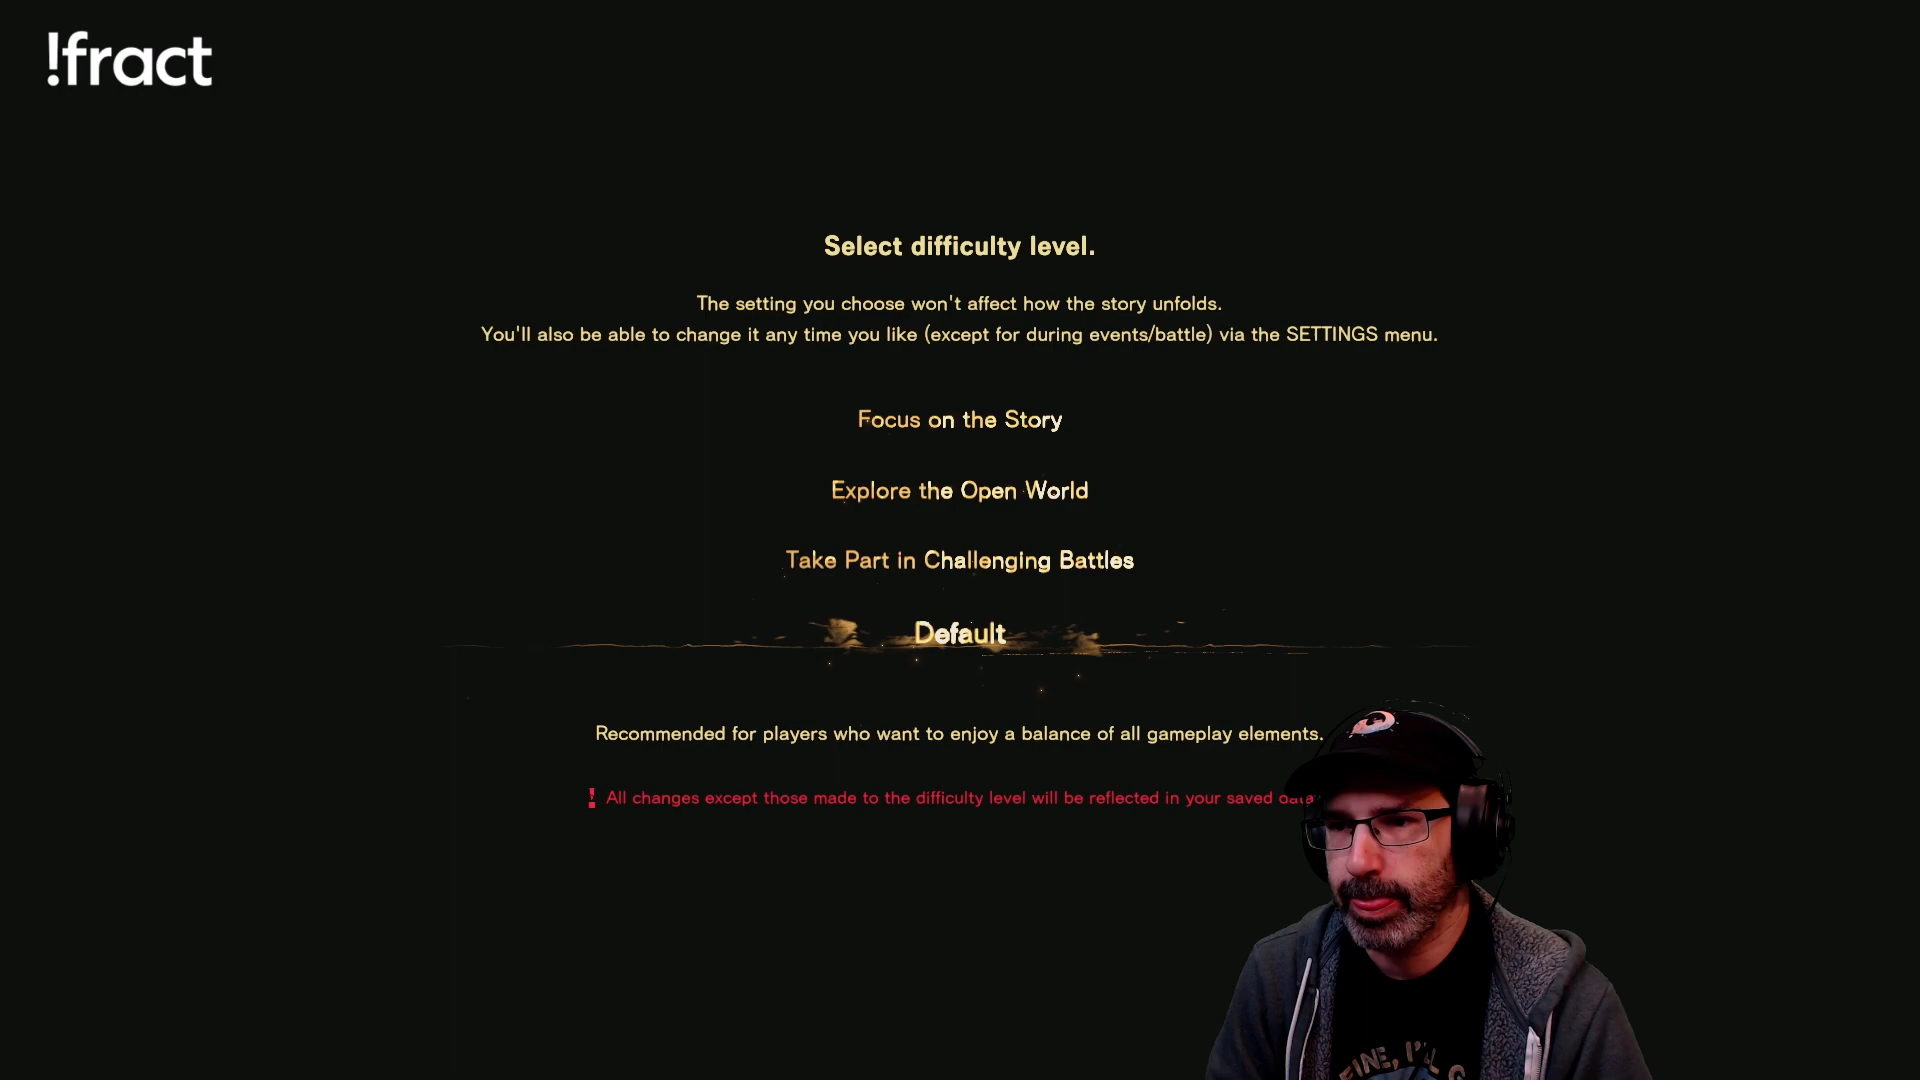 !fract
Select difficulty level.
The setting you choose won't affect how the story unfolds.
You'll also be able to change it any time you like (except for during events/battle) via the SETTINGS menu.
Focus on the Story
Explore the Open World
Take Part in Challenging Battles
Default
Recommended for players who want to enjoy a balance of all gameplay elements.
! All changes except those made to the difficulty level will be reflected in your saved data
FINE, I'LL G